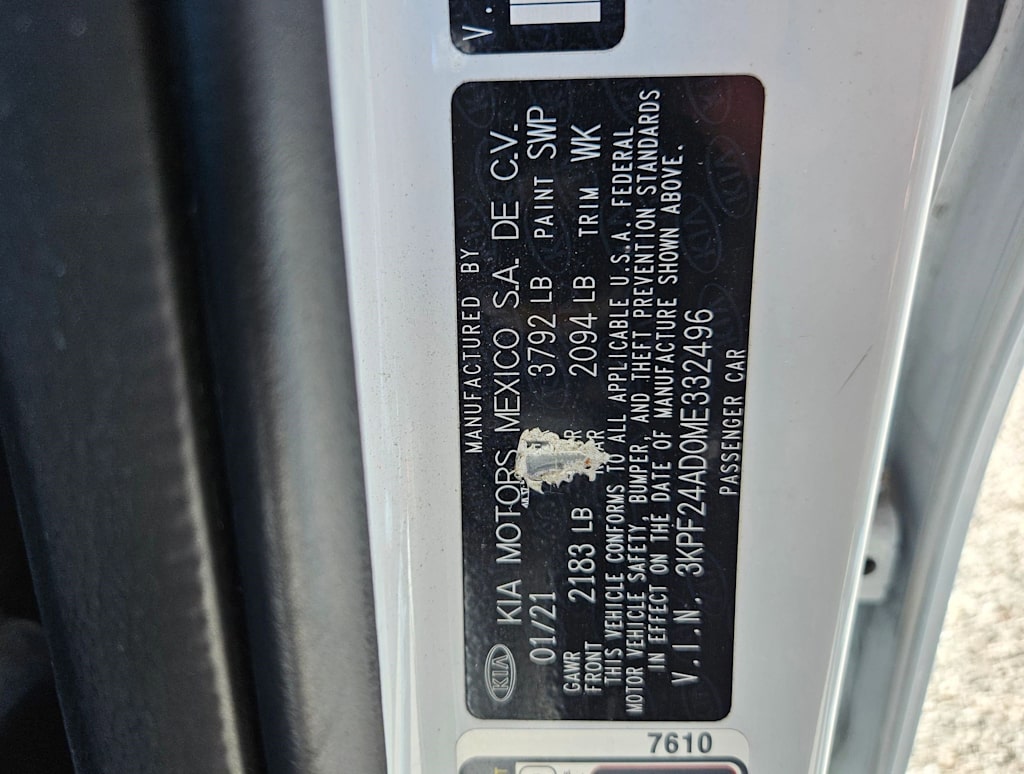 V.
MANUFACTURED BY
KIA KIA MOTORS MEXICO S.A. DE C.V.
01/21 3792 LB PAINT SWP
GAWR FRONT 2183 LB 2094 LB TRIM WK
THIS VEHICLE CONFORMS TO ALL APPLICABLE U.S.A. FEDERAL
MOTOR VEHICLE SAFETY, BUMPER, AND THEFT PREVENTION STANDARDS
IN EFFECT ON THE DATE OF MANUFACTURE SHOWN ABOVE.
V.I.N. 3KPF24AD0ME332496
PASSENGER CAR
7610